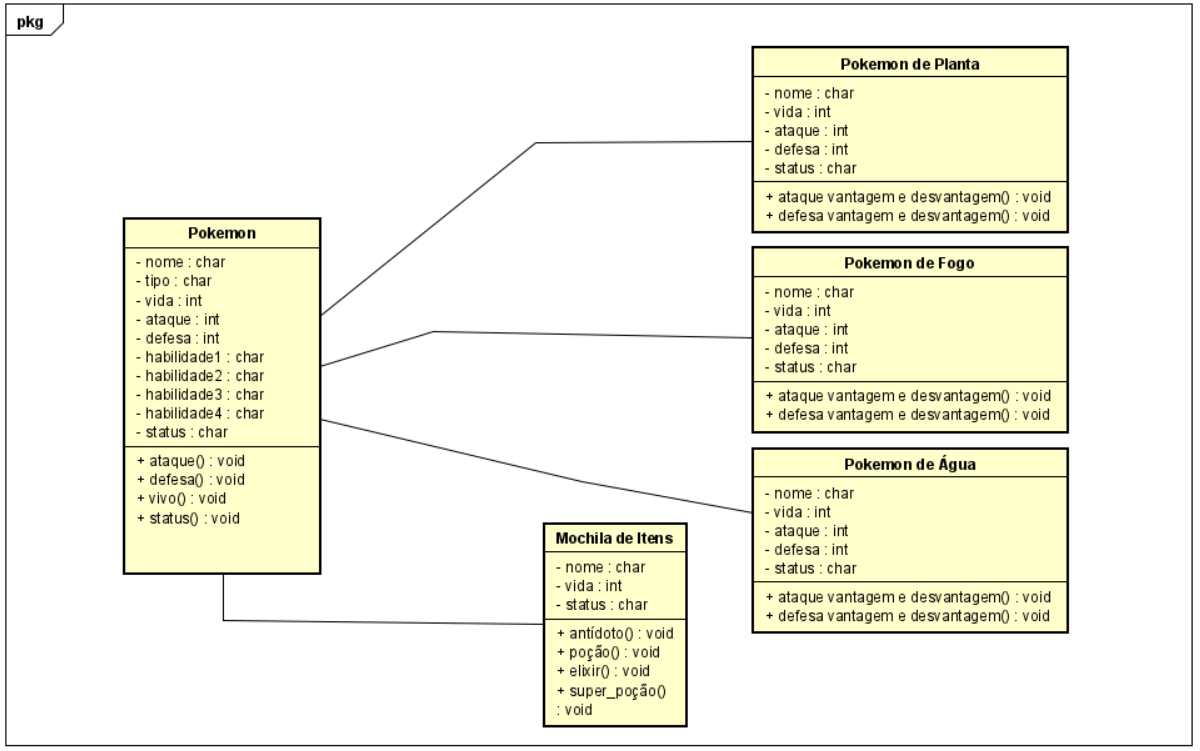 pkg
Pokemon
- nome : char
- tipo : char
- vida : int
- ataque : int
- defesa : int
- habilidade1 : char
- habilidade2 : char
- habilidade3 : char
- habilidade4 : char
- status : char
+ ataque() : void
+ defesa() : void
+ vivo() : void
+ status() : void
Pokemon de Planta
- nome : char
- vida : int
- ataque : int
- defesa : int
- status : char
+ ataque vantagem e desvantagem() : void
+ defesa vantagem e desvantagem() : void
Pokemon de Fogo
- nome : char
- vida : int
- ataque : int
- defesa : int
- status : char
+ ataque vantagem e desvantagem() : void
+ defesa vantagem e desvantagem() : void
Pokemon de Água
- nome : char
- vida : int
- ataque : int
- defesa : int
- status : char
+ ataque vantagem e desvantagem() : void
+ defesa vantagem e desvantagem() : void
Mochila de Itens
- nome : char
- vida : int
- status : char
+ antídoto() : void
+ poção() : void
+ elixir() : void
+ super_poção()
: void